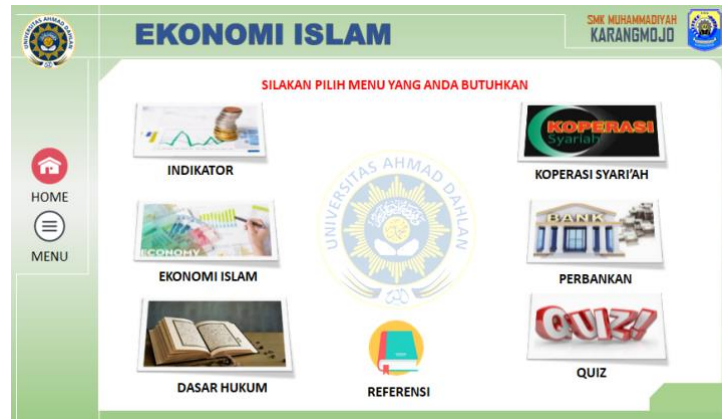 EKONOMI ISLAM
SMK MUHAMMADIYAH
KARANGMOJO
SILAKAN PILIH MENU YANG ANDA BUTUHKAN
INDIKATOR
KOPERASI
Syariah
KOPERASI SYARI'AH
HOME
MENU
ECONOMY
EKONOMI ISLAM
UNIVERSITAS AHMAD DAHLAN
BANK
PERBANKAN
DASAR HUKUM
REFERENSI
QUIZ!
QUIZ